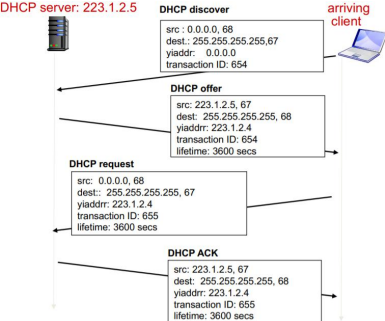 DHCP server: 223.1.2.5
DHCP discover
arriving
client
src : 0.0.0.0, 68
dest.: 255.255.255.255,67
yiaddr: 0.0.0.0
transaction ID: 654
DHCP offer
src: 223.1.2.5, 67
dest: 255.255.255.255, 68
yiaddrr: 223.1.2.4
transaction ID: 654
lifetime: 3600 secs
DHCP request
src: 0.0.0.0, 68
dest:: 255.255.255.255, 67
yiaddrr: 223.1.2.4
transaction ID: 655
lifetime: 3600 secs
DHCP ACK
src: 223.1.2.5, 67
dest: 255.255.255.255, 68
yiaddrr: 223.1.2.4
transaction ID: 655
lifetime: 3600 secs